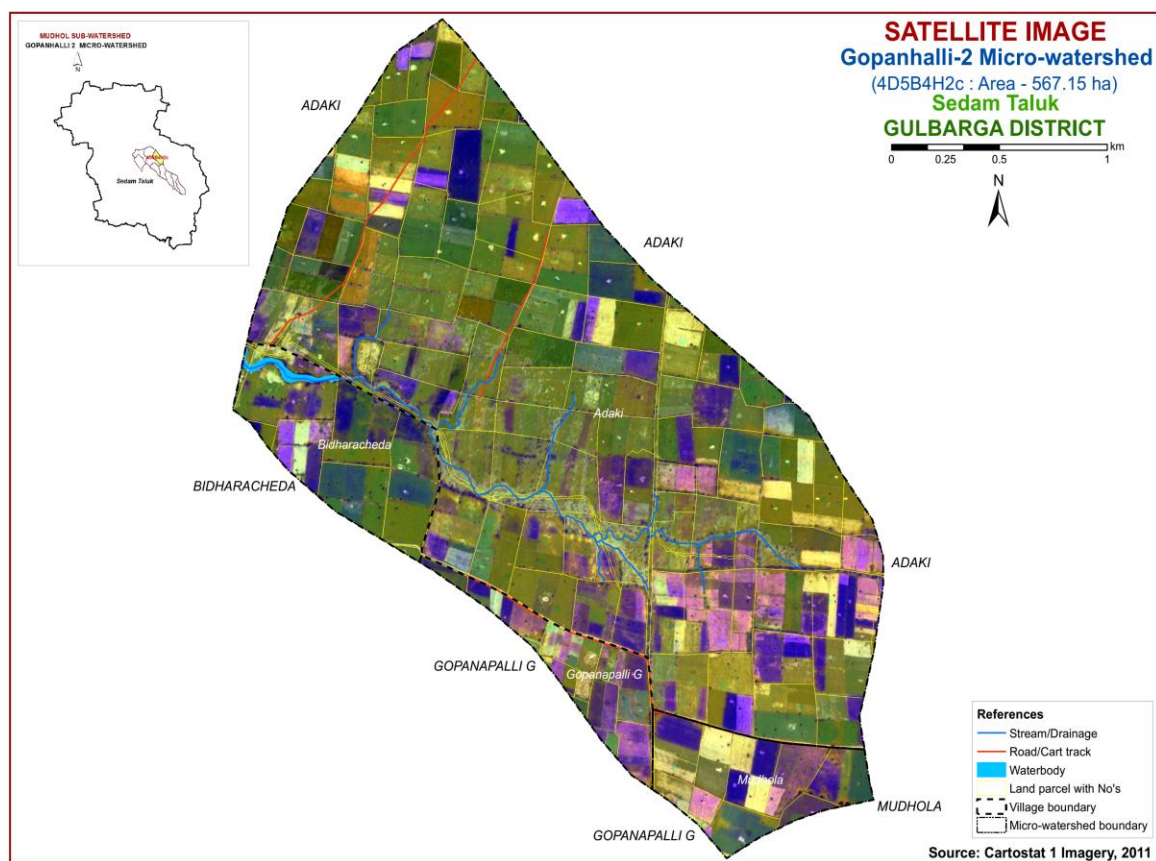 MUDHOL SUB-WATERSHED
GOPANHALLI 2 MICRO-WATERSHED
N
Sedam Taluk
SATELLITE IMAGE
Gopanhalli-2 Micro-watershed
(4D5B4H2c : Area - 567.15 ha)
Sedam Taluk
GULBARGA DISTRICT
km
0 0.25 0.5 1
N
ADAKI
ADAKI
Adaki
Bidharacheda
BIDHARACHEDA
ADAKI
GOPANAPALLI G
Gopanapalli G
Mudhola
MUDHOLA
GOPANAPALLI G
References
Stream/Drainage
Road/Cart track
Waterbody
Land parcel with No's
Village boundary
Micro-watershed boundary
Source: Cartostat 1 Imagery, 2011